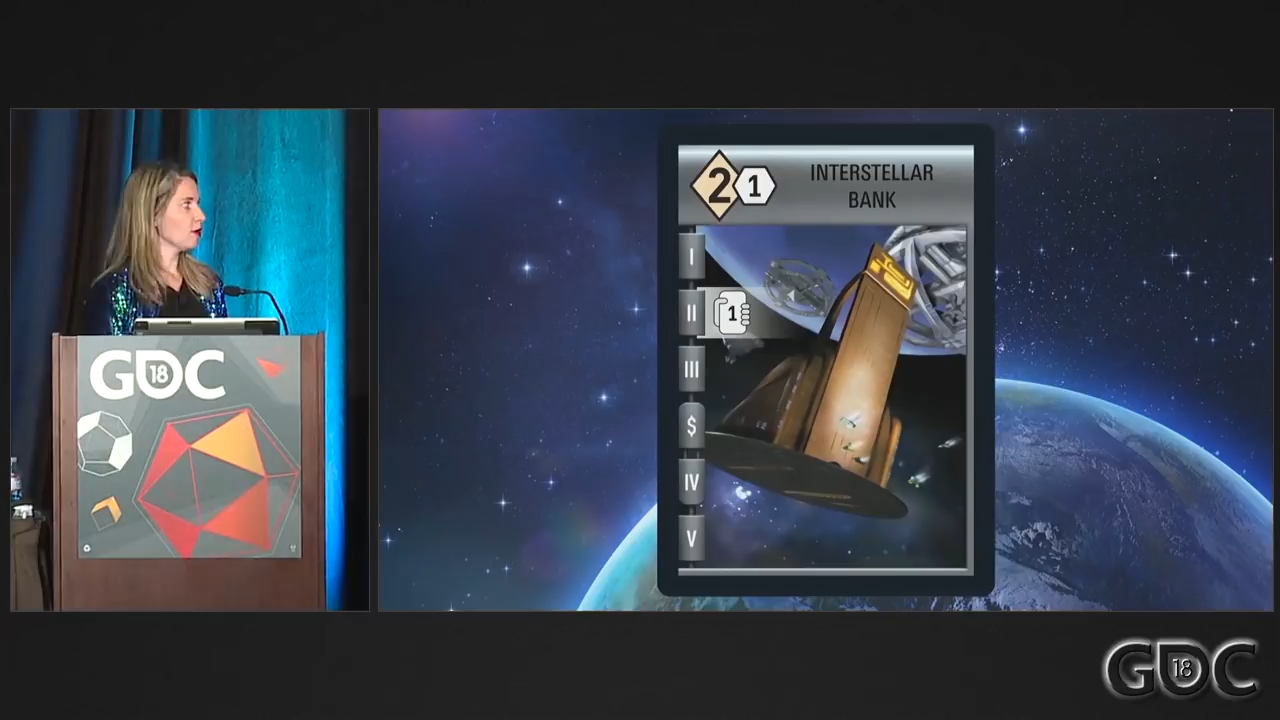 GDC
18
2 1 INTERSTELLAR
BANK
I
II 1
III
$
IV
V
GDC
18